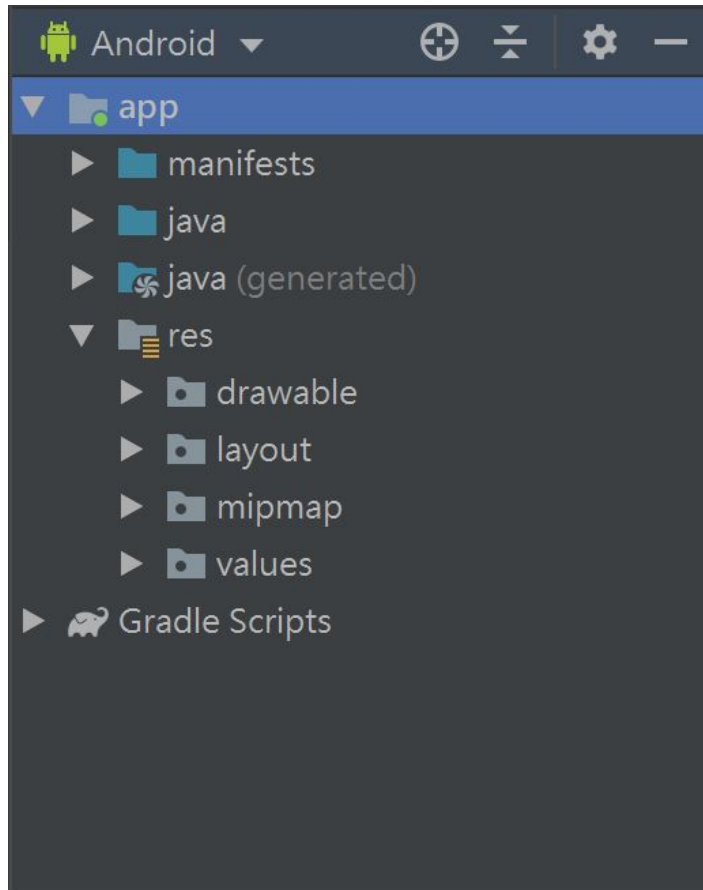 Android
app
manifests
java
java (generated)
res
drawable
layout
mipmap
values
Gradle Scripts